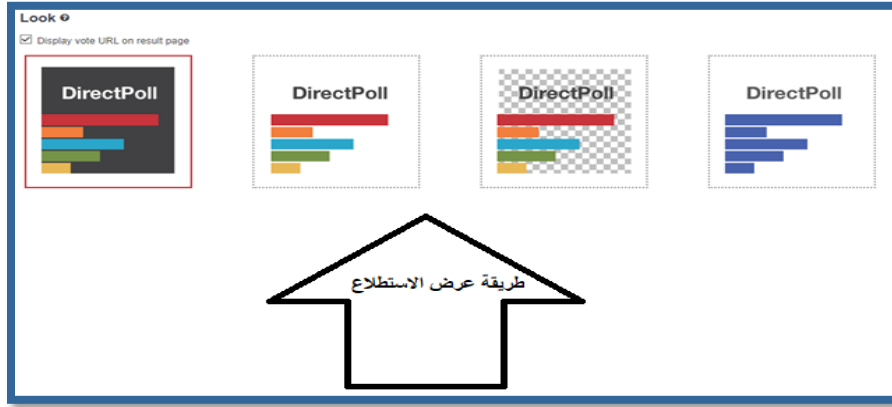 Look
Display vote URL on result page
DirectPoll
DirectPoll
DirectPoll
DirectPoll
طريقة عرض الاستطلاع